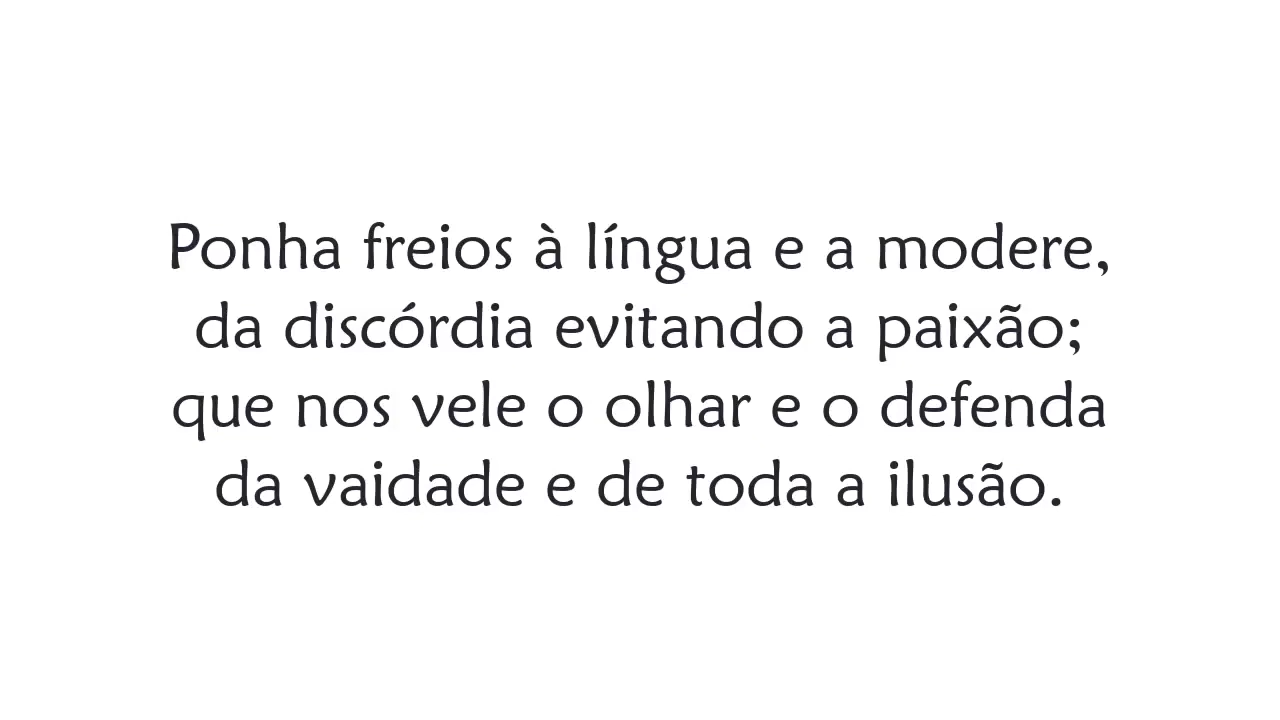 Ponha freios à língua e a modere,
da discórdia evitando a paixão;
que nos vele o olhar e o defenda
da vaidade e de toda a ilusão.